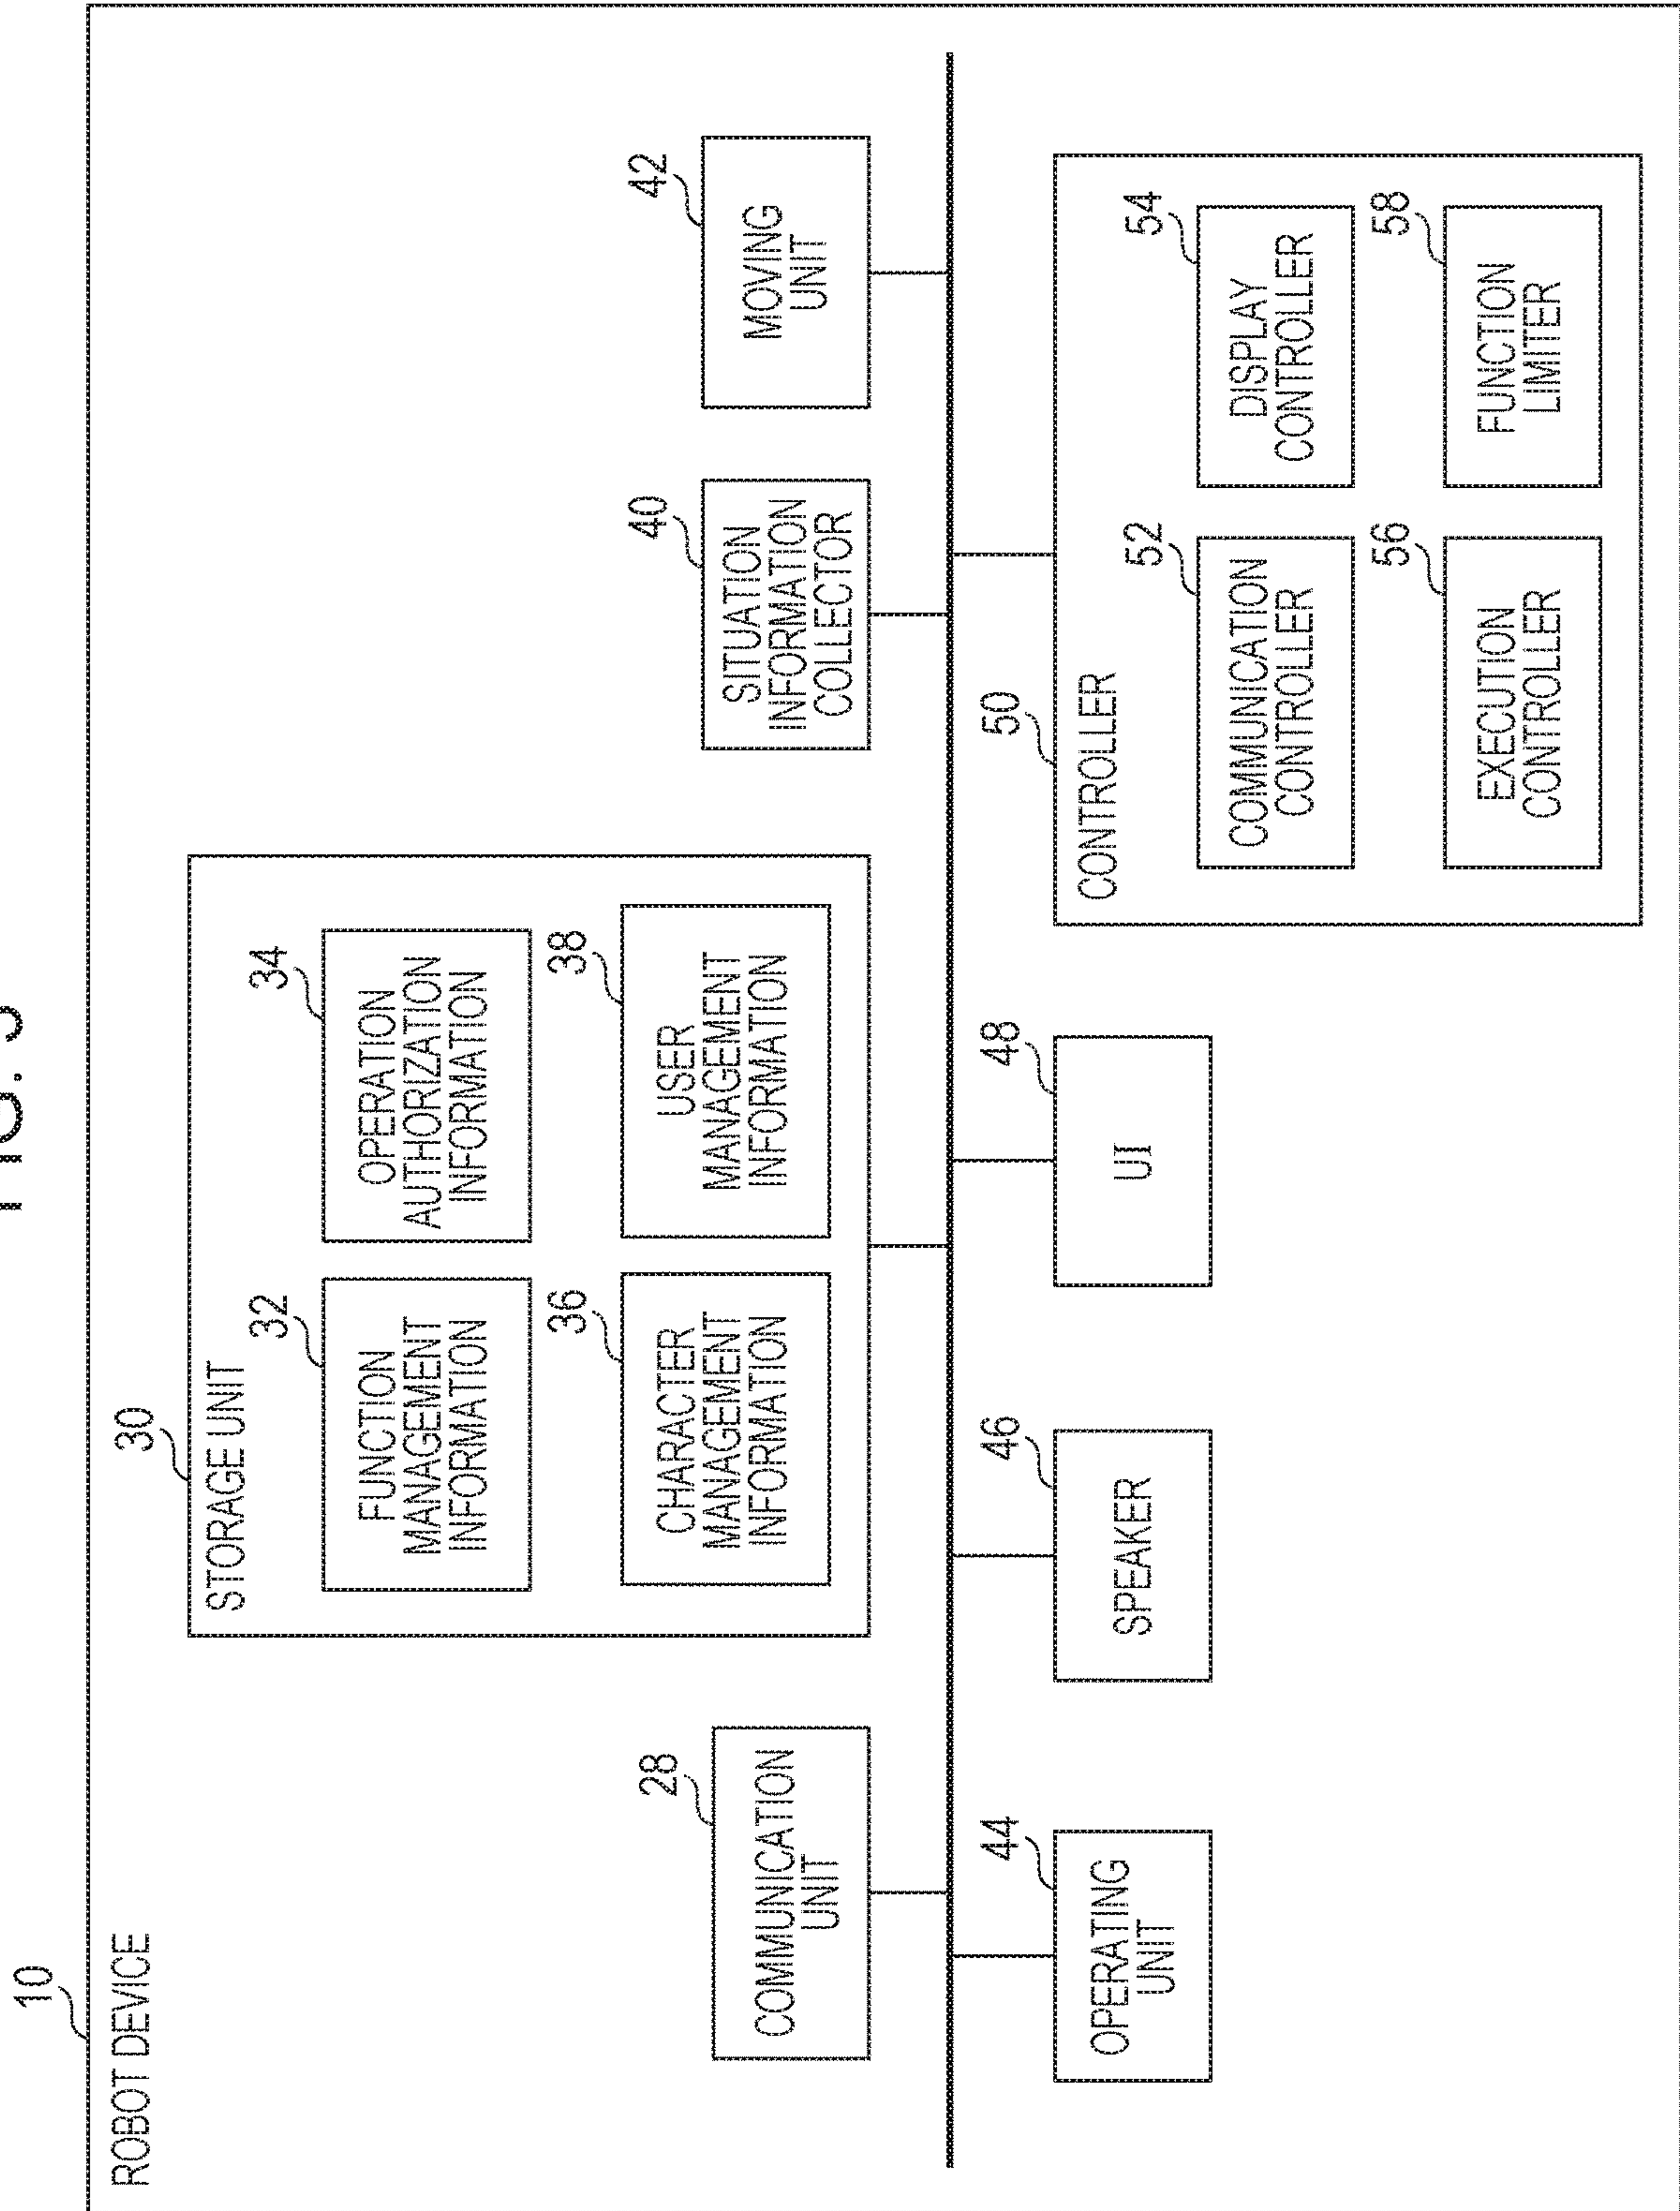 FIG.
10
ROBOT DEVICE
30
STORAGE UNIT
32
FUNCTION
MANAGEMENT
INFORMATION
34
OPERATION
AUTHORIZATION
INFORMATION
36
CHARACTER
MANAGEMENT
INFORMATION
38
USER
MANAGEMENT
INFORMATION
28
COMMUNICATION
UNIT
40
SITUATION
INFORMATION
COLLECTOR
42
MOVING
UNIT
44
OPERATING
UNIT
46
SPEAKER
48
UI
50
CONTROLLER
52
COMMUNICATION
CONTROLLER
54
DISPLAY
CONTROLLER
56
EXECUTION
CONTROLLER
58
FUNCTION
LIMITER